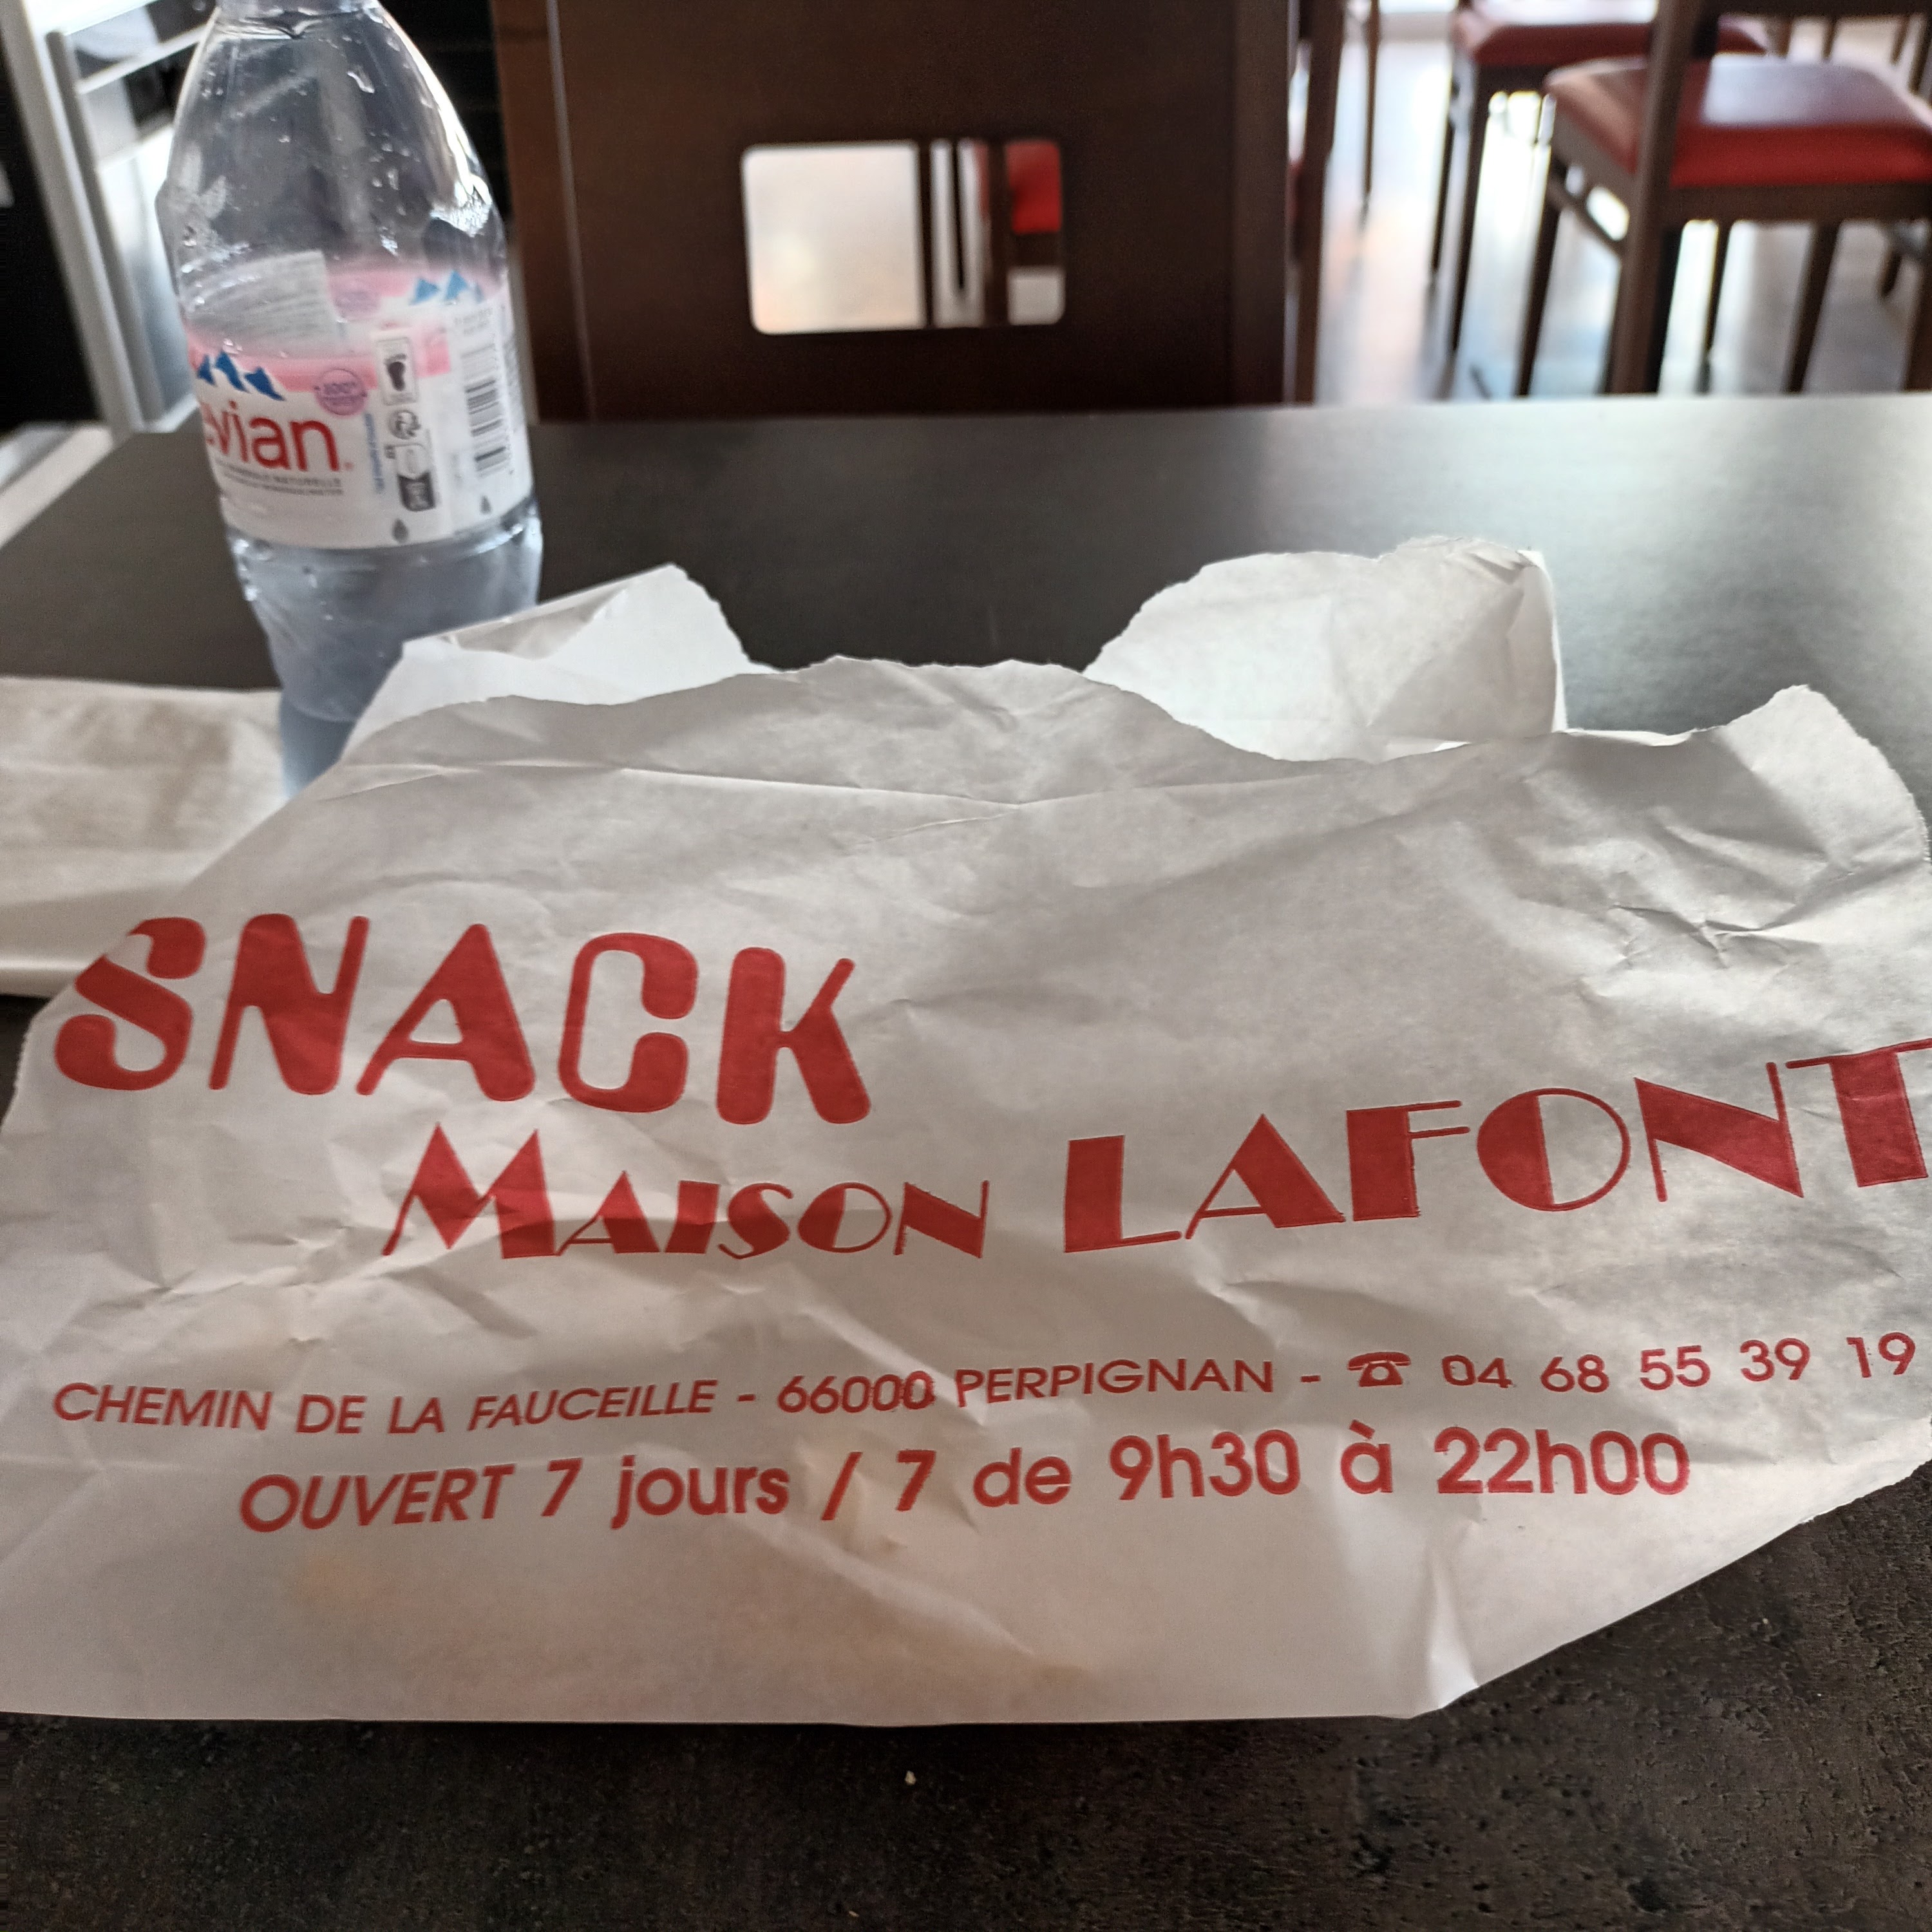 evian
SNACK
MAISON LAFONT
CHEMIN DE LA FAUCEILLE - 66000 PERPIGNAN - ☎ 04 68 55 39 19
OUVERT 7 jours / 7 de 9h30 à 22h00